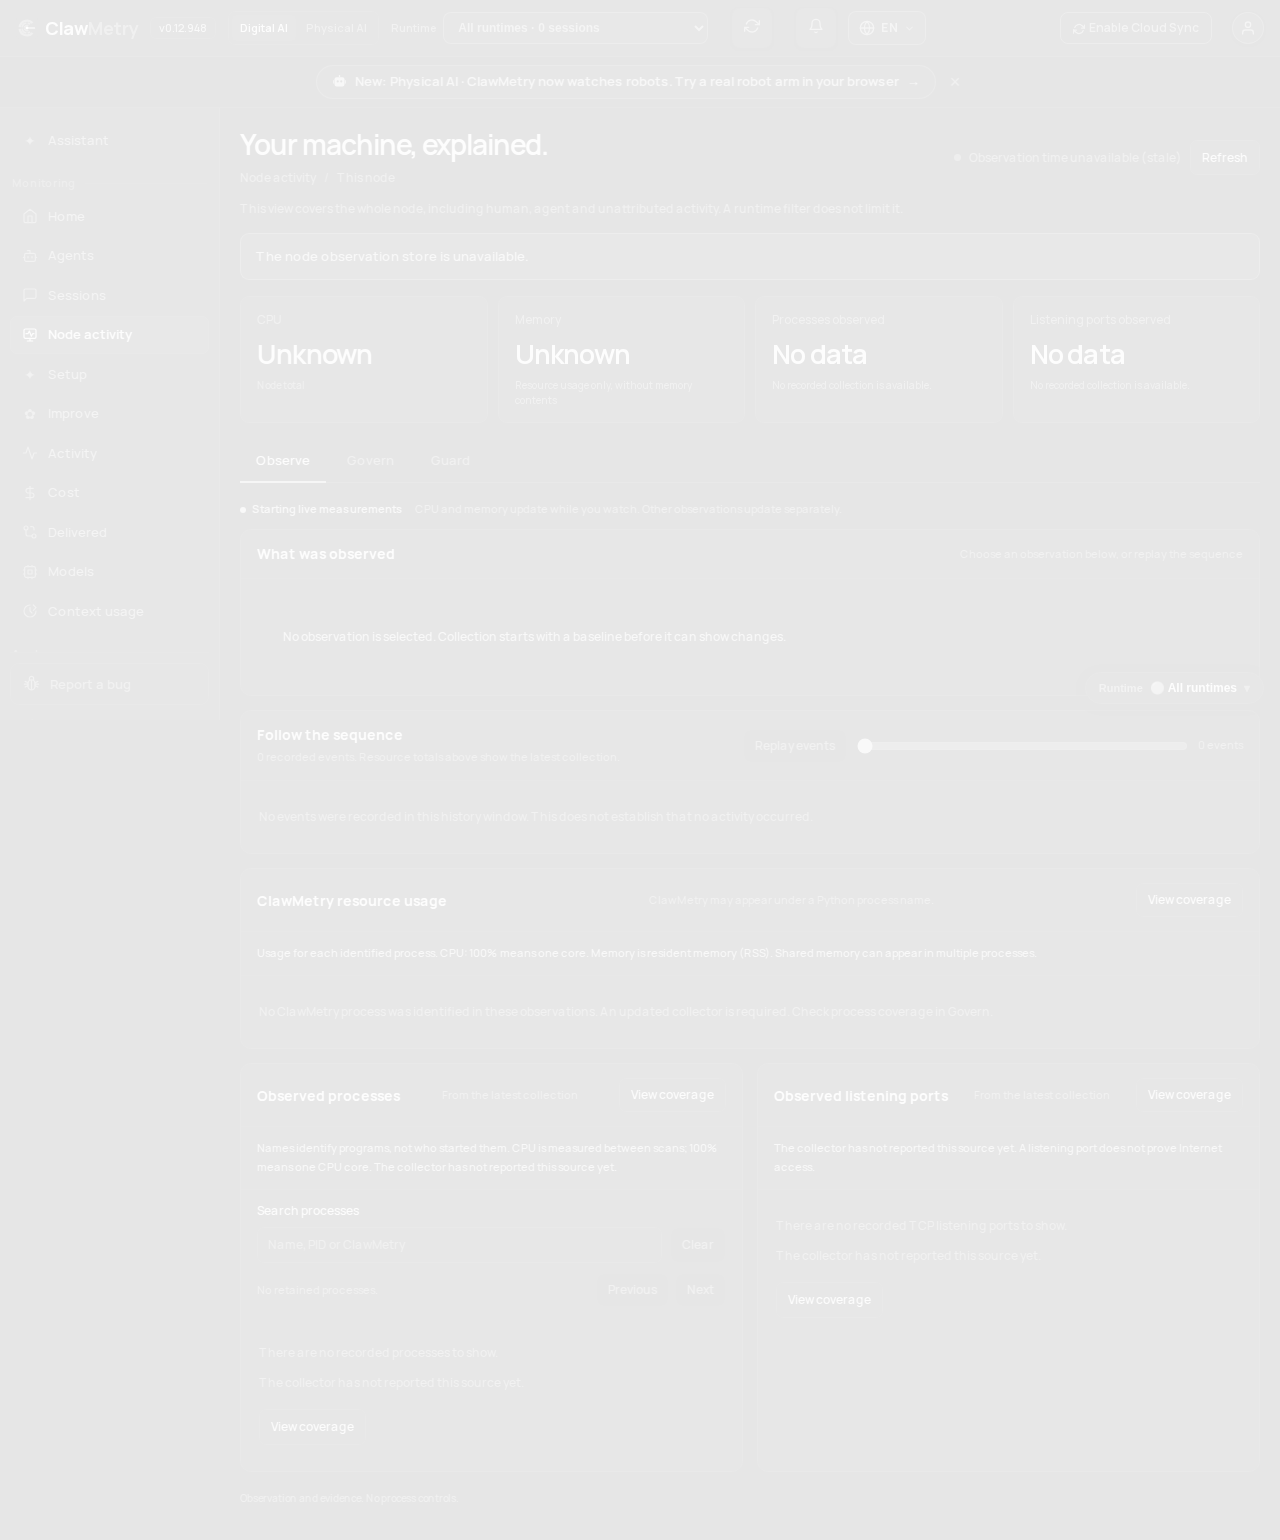 ClawMetry v0.12.948 Digital AI Physical AI Runtime All runtimes - 0 sessions EN Enable Cloud Sync
New: Physical AI · ClawMetry now watches robots. Try a real robot arm in your browser → ×
Assistant
Monitoring
Home
Agents
Sessions
Node activity
Setup
Improve
Activity
Cost
Delivered
Models
Context usage
Report a bug
Your machine, explained.
Node activity / This node
Observation time unavailable (stale) Refresh
This view covers the whole node, including human, agent and unattributed activity. A runtime filter does not limit it.
The node observation store is unavailable.
CPU
Unknown
Node tools
Memory
Unknown
Resource usage only, without memory
contents
Processes observed
No data
No recorded collection is available
Listening ports observed
No data
No recorded collection is available
Observe Govern Guard
Starting live measurements CPU and memory update while you watch. Other observations update separately
What was observed Choose an observation below, or replay the sequence.
No observation is selected. Collection starts with a baseline before it can show changes.
Runtime All runtimes ▾
Follow the sequence
0 recorded events. Resource totals above show the latest collection
Replay events 0 events
No events were recorded in this history window. This does not establish that no activity occurred.
ClawMetry resource usage ClawMetry may appear under a Python process name. View coverage
Usage for each identified process. CPU: 100% means one core. Memory is resident memory (RSS). Shared memory can appear in multiple processes.
No ClawMetry process was identified in these observations. An updated collector is required. Check process coverage in Govern.
Observed processes From the latest collection View coverage
Names identify programs, not who started them. CPU is measured between scans; 100%
means one CPU core. The collector has not reported this source yet.
Search processes
Name, PID or ClawMetry Clear
No retained processes Previous Next
There are no recorded processes to show.
The collector has not reported this source yet.
View coverage
Observed listening ports From the latest collection View coverage
The collector has not reported this source yet. A listening port does not prove internet
access.
There are no recorded TCP listening ports to show.
The collector has not reported this source yet.
View coverage
Observation and evidence. No process controls.